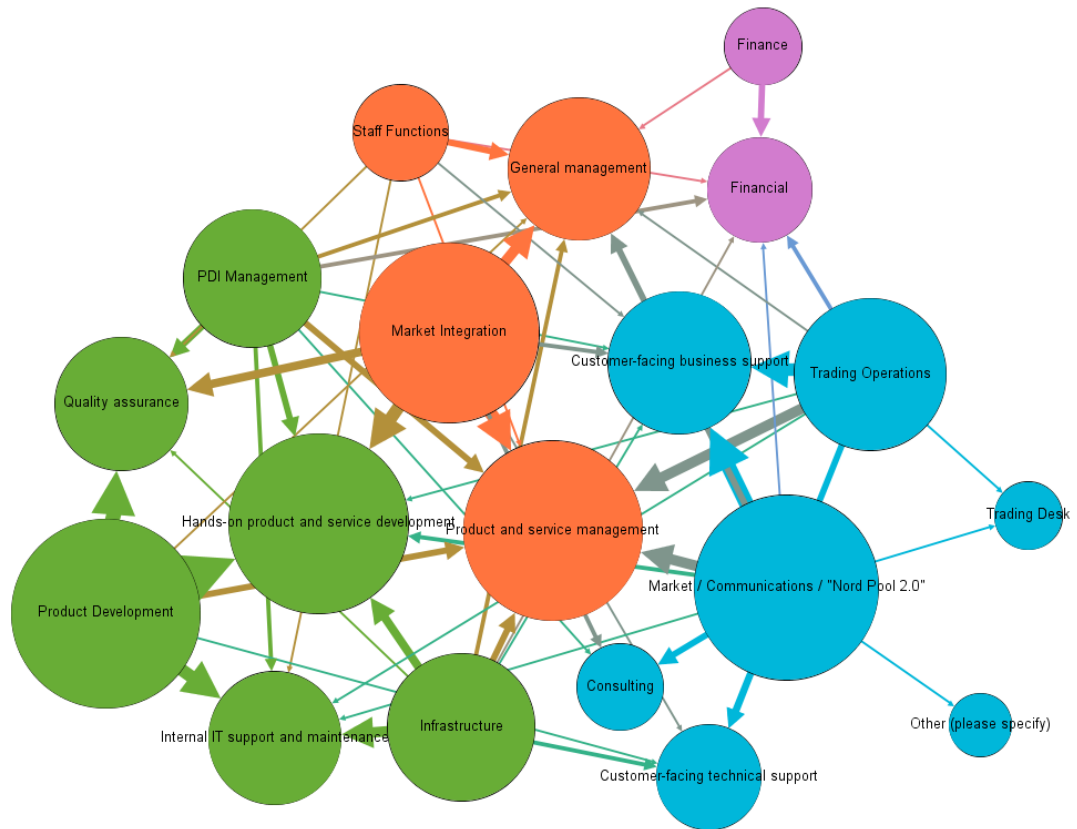 Finance
Staff Functions
General management
Financial
PDI Management
Market Integration
Customer-facing business support
Trading Operations
Quality assurance
Trading Desk
Hands-on product and service development
Product and service management
Market / Communications / "Nord Pool 2.0"
Product Development
Consulting
Other (please specify)
Infrastructure
Internal IT support and maintenance
Customer-facing technical support